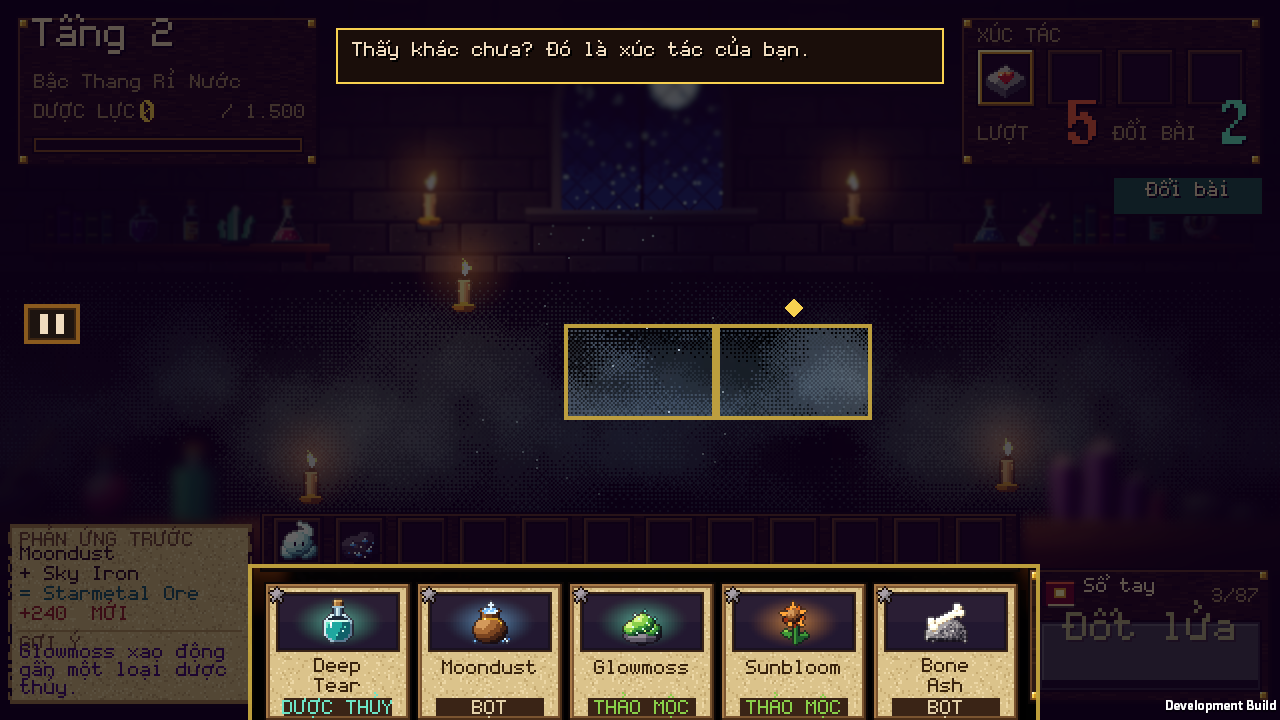 Tầng 2
Bậc Thang Rỉ Nước
DƯỢC LỰC 0 / 1.500
Thấy khác chưa? Đó là xúc tác của bạn.
XÚC TÁC
LƯỢT 5 ĐỔI BÀI 2
Đổi bài
PHẢN ỨNG TRƯỚC
Moondust
+ Sky Iron
= Starmetal Ore
+240 MỚI
GỢI Ý
Glowmoss xao động
gần một loại dược
thủy.
Deep
Tear
DƯỢC THỦY
Moondust
BỘT
Glowmoss
THẢO MỘC
Sunbloom
THẢO MỘC
Bone
Ash
BỘT
Sổ tay
3/87
Đốt lửa
Development Build